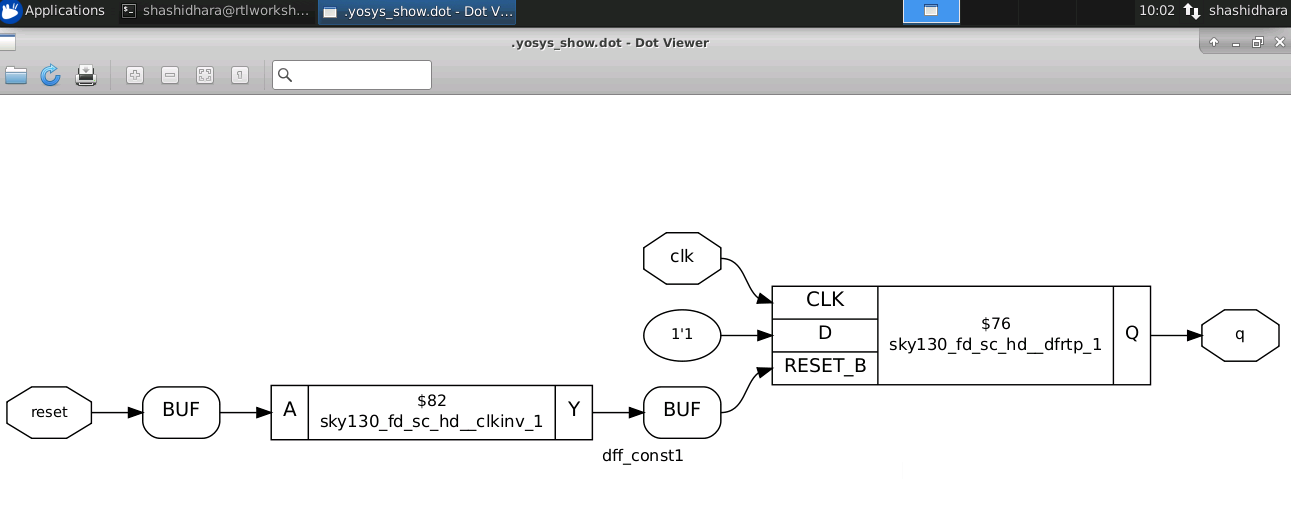 Applications
shashidhara@rtlworksh...
.yosys_show.dot - Dot V...
10:02
shashidhara
.yosys_show.dot - Dot Viewer
clk
CLK
1'1
D
$76
sky130_fd_sc_hd__dfrtp_1
Q
q
RESET_B
reset
BUF
A
$82
sky130_fd_sc_hd__clkinv_1
Y
BUF
dff_const1